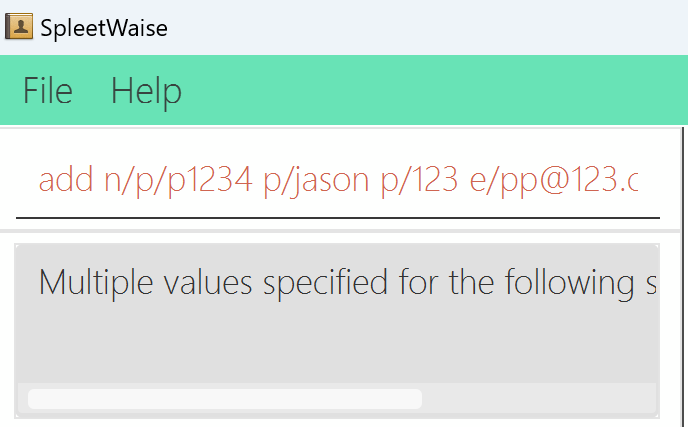 SpleetWaise
File Help
add n/p/p1234 p/jason p/123 e/pp@123.c
Multiple values specified for the following s